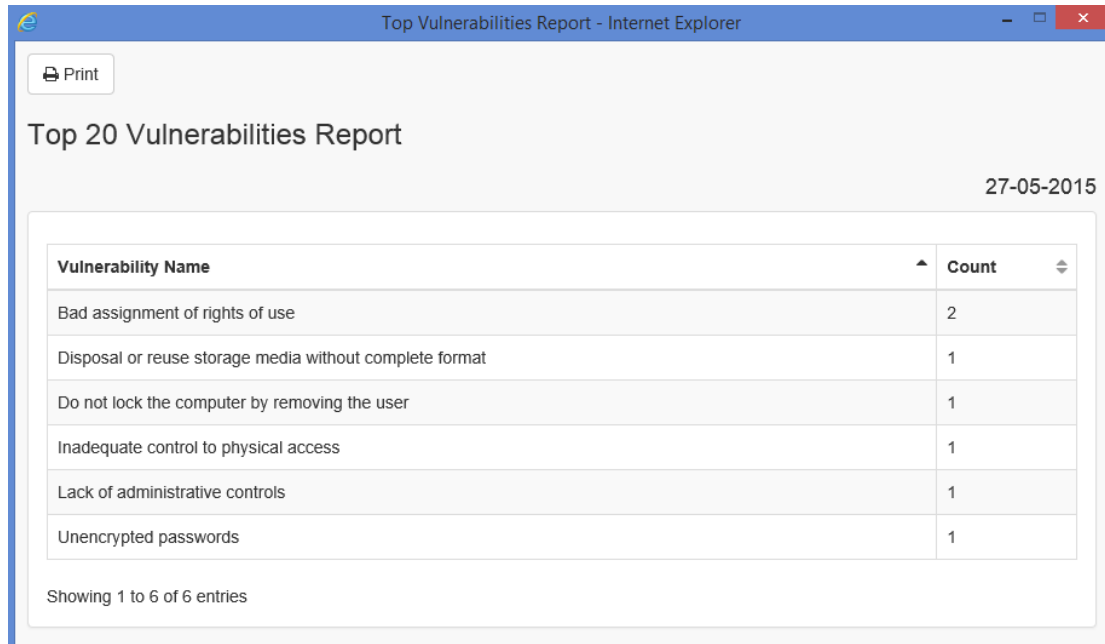 Top Vulnerabilities Report - Internet Explorer
Print
Top 20 Vulnerabilities Report
27-05-2015
Vulnerability Name Count
Bad assignment of rights of use 2
Disposal or reuse storage media without complete format 1
Do not lock the computer by removing the user 1
Inadequate control to physical access 1
Lack of administrative controls 1
Unencrypted passwords 1
Showing 1 to 6 of 6 entries